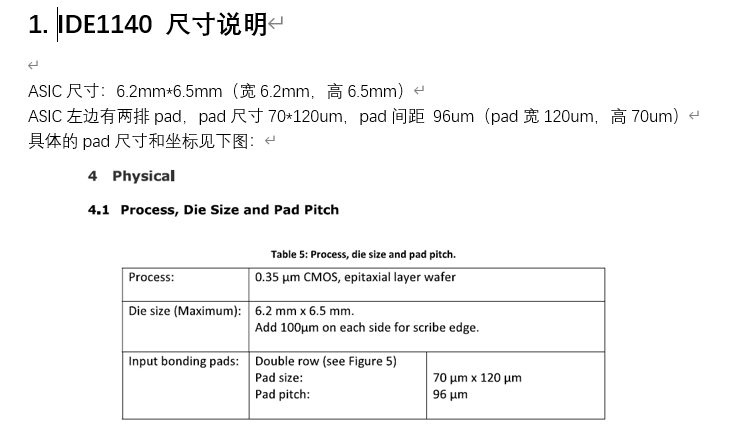 1. IDE1140 尺寸说明
ASIC 尺寸：6.2mm*6.5mm（宽 6.2mm，高 6.5mm）
ASIC 左边有两排 pad，pad 尺寸 70*120um，pad 间距 96um（pad 宽 120um，高 70um）
具体的 pad 尺寸和坐标见下图：
4 Physical
4.1 Process, Die Size and Pad Pitch
Table 5: Process, die size and pad pitch.
Process: 0.35 µm CMOS, epitaxial layer wafer
Die size (Maximum): 6.2 mm x 6.5 mm.
Add 100µm on each side for scribe edge.
Input bonding pads: Double row (see Figure 5)
Pad size: 70 µm x 120 µm
Pad pitch: 96 µm